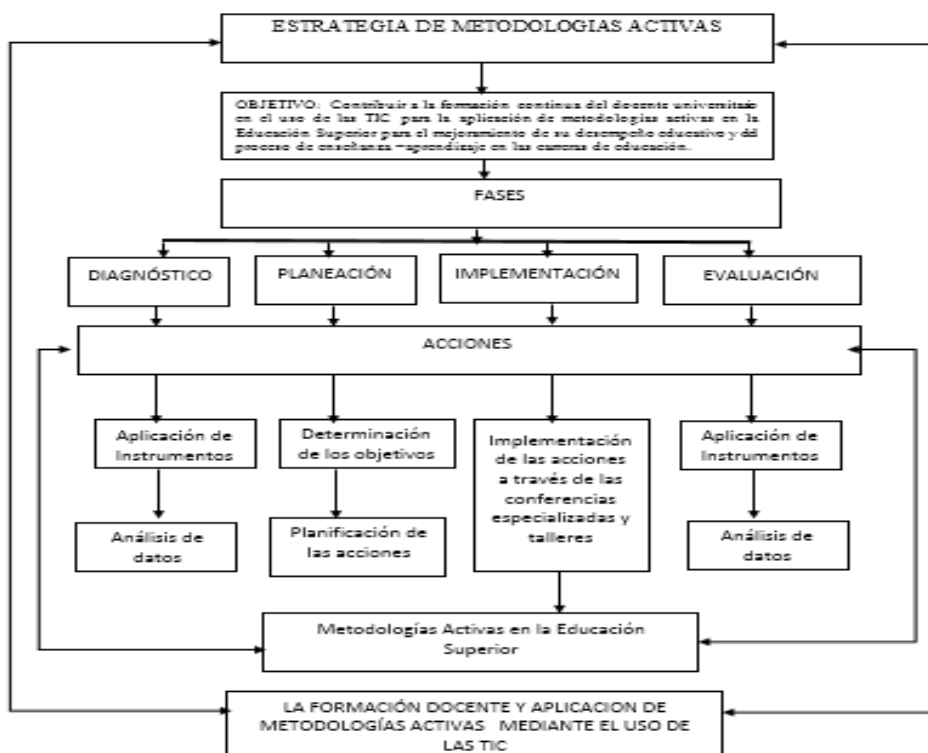 ESTRATEGIA DE METODOLOGIAS ACTIVAS
OBJETIVO: Contribuir a la formación continua del docente universitario
en el uso de las TIC para la aplicación de metodologías activas en la
Educación Superior para el mejoramiento de su desempeño educativo y del
proceso de enseñanza –aprendizaje en las carreras de educación.
FASES
DIAGNÓSTICO
PLANEACIÓN
IMPLEMENTACIÓN
EVALUACIÓN
ACCIONES
Aplicación de
Instrumentos
Análisis de
datos
Determinación
de los objetivos
Planificación de
las acciones
Implementación
de las acciones
a través de las
conferencias
especializadas y
talleres
Aplicación de
Instrumentos
Análisis de
datos
Metodologías Activas en la Educación
Superior
LA FORMACIÓN DOCENTE Y APLICACION DE
METODOLOGÍAS ACTIVAS MEDIANTE EL USO DE
LAS TIC